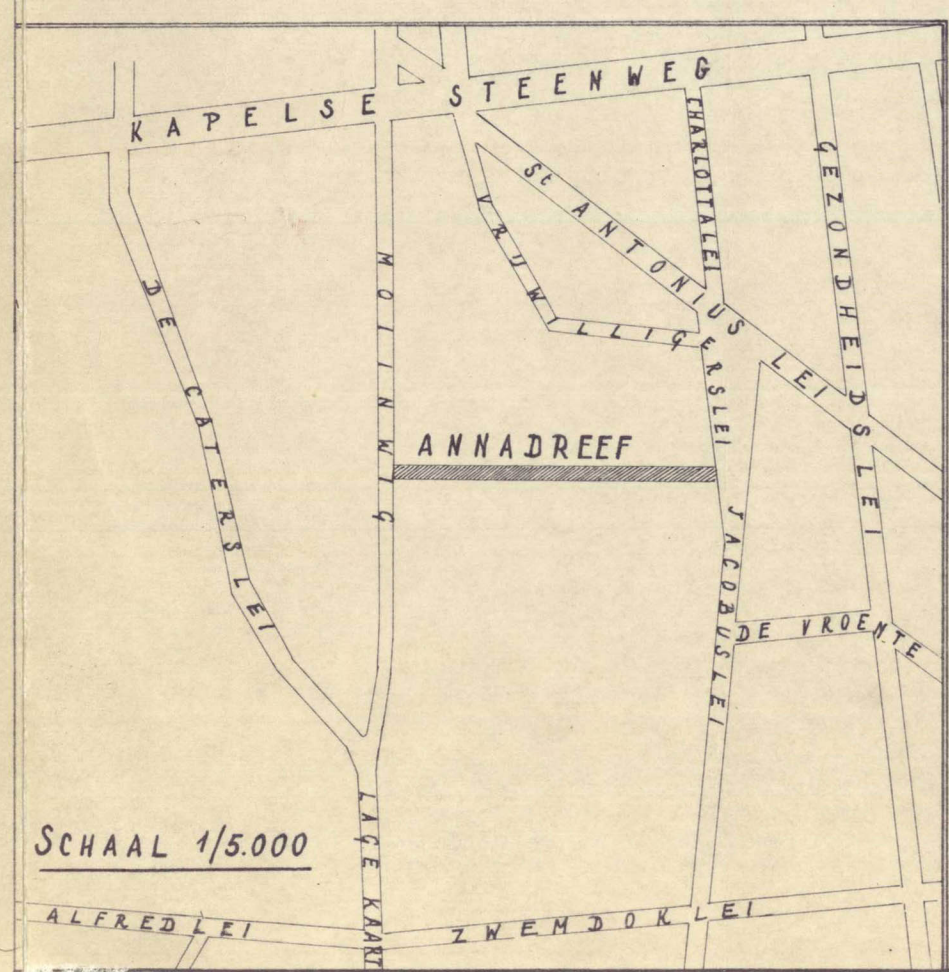 KAPELSE STEENWEG
CHARLOTTALEI
GEZONDHEIDSLEI
St ANTONIUS LEI
VRIJWILLIGERSLEI
DE CATERSLEI
MOLENWEG
ANNADREEF
JACOBUSLEI
DE VROENTE
LAGE KAART
SCHAAL 1/5.000
ALFREDLEI
ZWEMDOKLEI